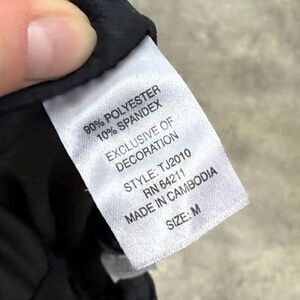 90% POLYESTER
10% SPANDEX
EXCLUSIVE OF
DECORATION
STYLE: TJ2010
RN 64211
MADE IN CAMBODIA
SIZE: M